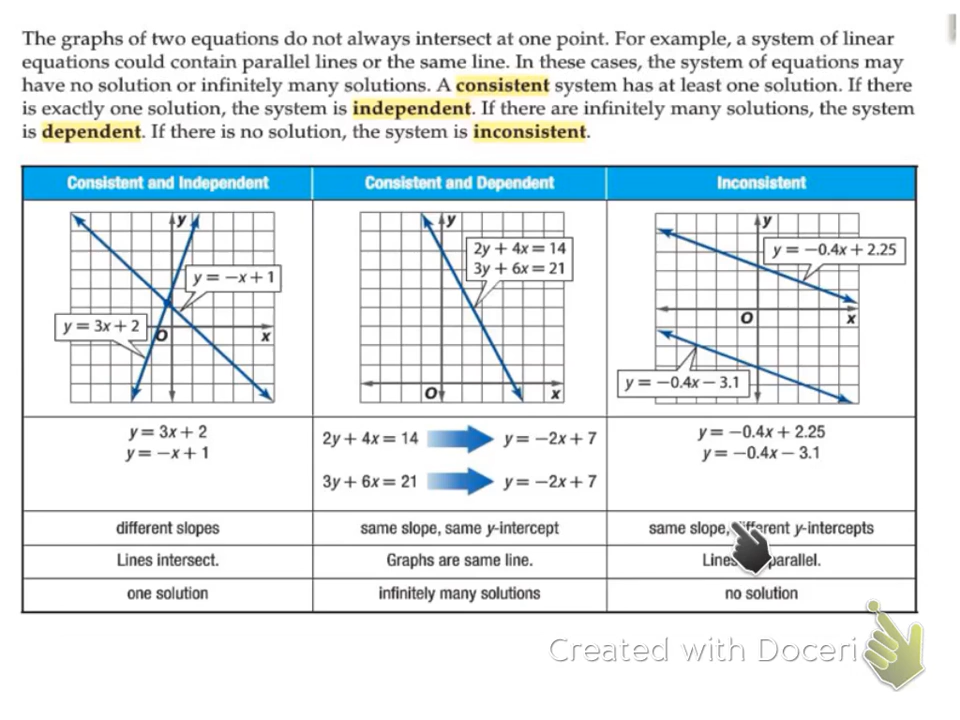 The graphs of two equations do not always intersect at one point. For example, a system of linear
equations could contain parallel lines or the same line. In these cases, the system of equations may
have no solution or infinitely many solutions. A consistent system has at least one solution. If there
is exactly one solution, the system is independent. If there are infinitely many solutions, the system
is dependent. If there is no solution, the system is inconsistent.
Consistent and Independent
Consistent and Dependent
Inconsistent
y
y = −x + 1
y = 3x + 2
O
x
y
2y + 4x = 14
3y + 6x = 21
O
x
y
y = −0.4x + 2.25
O
x
y = −0.4x − 3.1
y = 3x + 2
y = −x + 1
2y + 4x = 14
y = −2x + 7
3y + 6x = 21
y = −2x + 7
y = −0.4x + 2.25
y = −0.4x − 3.1
different slopes
same slope, same y-intercept
same slope, different y-intercepts
Lines intersect.
Graphs are same line.
Lines parallel.
one solution
infinitely many solutions
no solution
Created with Doceri